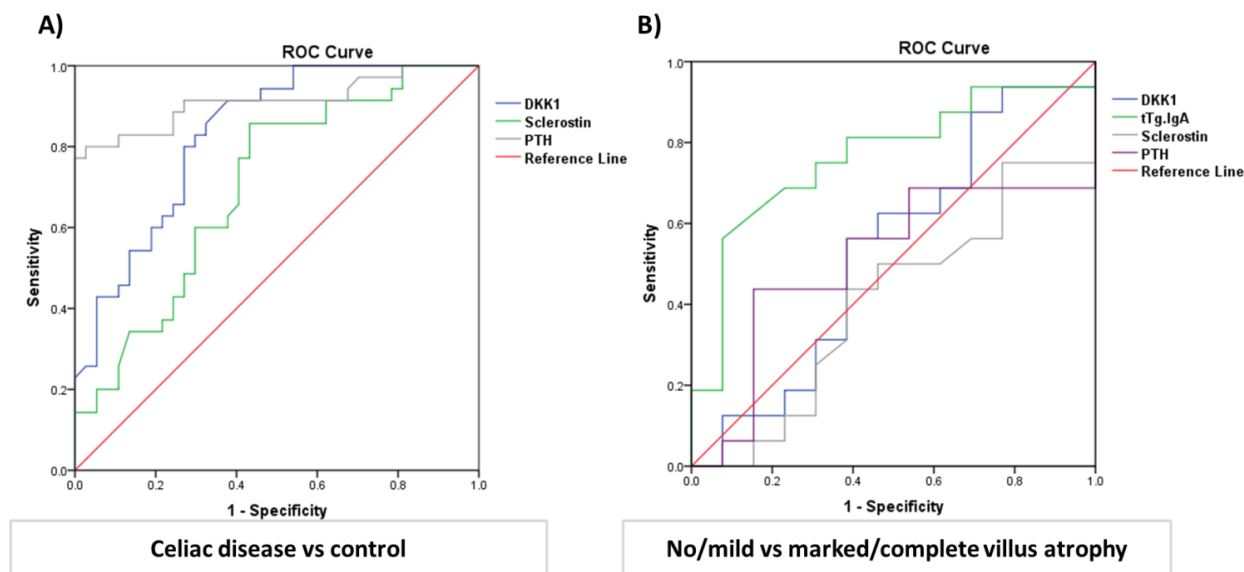 A)
ROC Curve
1.0
0.8
0.6
0.4
0.2
0.0
Sensitivity
0.0 0.2 0.4 0.6 0.8 1.0
1 - Specificity
DKK1
Sclerostin
PTH
Reference Line
Celiac disease vs control
B)
ROC Curve
1.0
0.8
0.6
0.4
0.2
0.0
Sensitivity
0.0 0.2 0.4 0.6 0.8 1.0
1 - Specificity
DKK1
tTg.IgA
Sclerostin
PTH
Reference Line
No/mild vs marked/complete villus atrophy